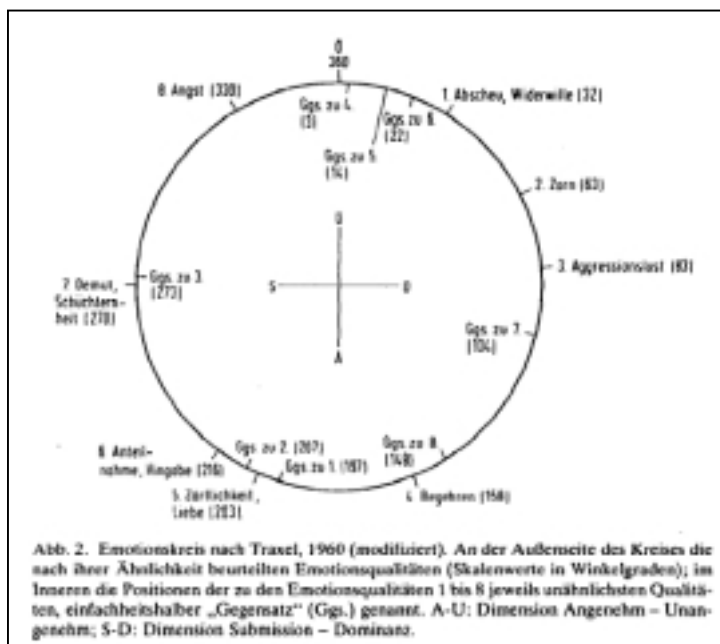 0
360
8. Angst (330)
Ggs. zu 4.
(3)
1. Abscheu, Widerwille (32)
Ggs. zu 6.
(22)
Ggs. zu 5.
(14)
2. Zorn (63)
U
3. Aggressionslust (83)
Ggs. zu 3.
(273)
S
D
7. Demut,
Schüchtern-
heit (270)
Ggs. zu 7.
(104)
A
Ggs. zu 8.
(148)
6. Anteil-
nahme, Hingabe (216)
Ggs. zu 2. (207)
Ggs. zu 1. (197)
5. Zärtlichkeit,
Liebe (203)
4. Begehren (158)
Abb. 2. Emotionskreis nach Traxel, 1960 (modifiziert). An der Außenseite des Kreises die
nach ihrer Ähnlichkeit beurteilten Emotionsqualitäten (Skalenwerte in Winkelgraden); im
Inneren die Positionen der zu den Emotionsqualitäten 1 bis 8 jeweils unähnlichsten Qualitä-
ten, einfachheitshalber „Gegensatz“ (Ggs.) genannt. A-U: Dimension Angenehm – Unan-
genehm; S-D: Dimension Submission – Dominanz.